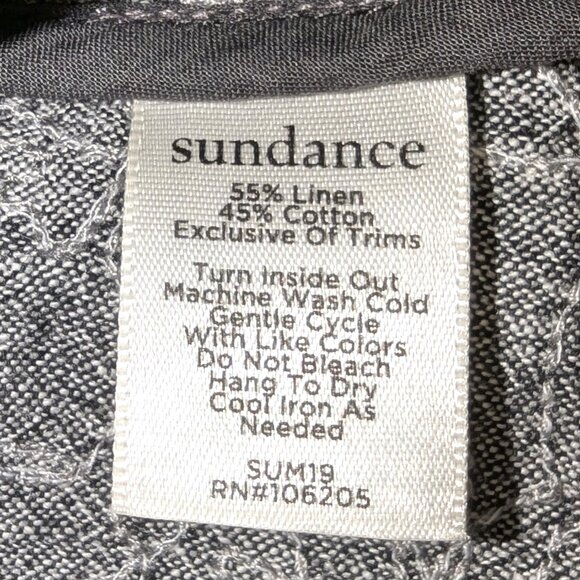 sundance
55% Linen
45% Cotton
Exclusive Of Trims
Turn Inside Out
Machine Wash Cold
Gentle Cycle
With Like Colors
Do Not Bleach
Hang To Dry
Cool Iron As
Needed
SUM19
RN#106205